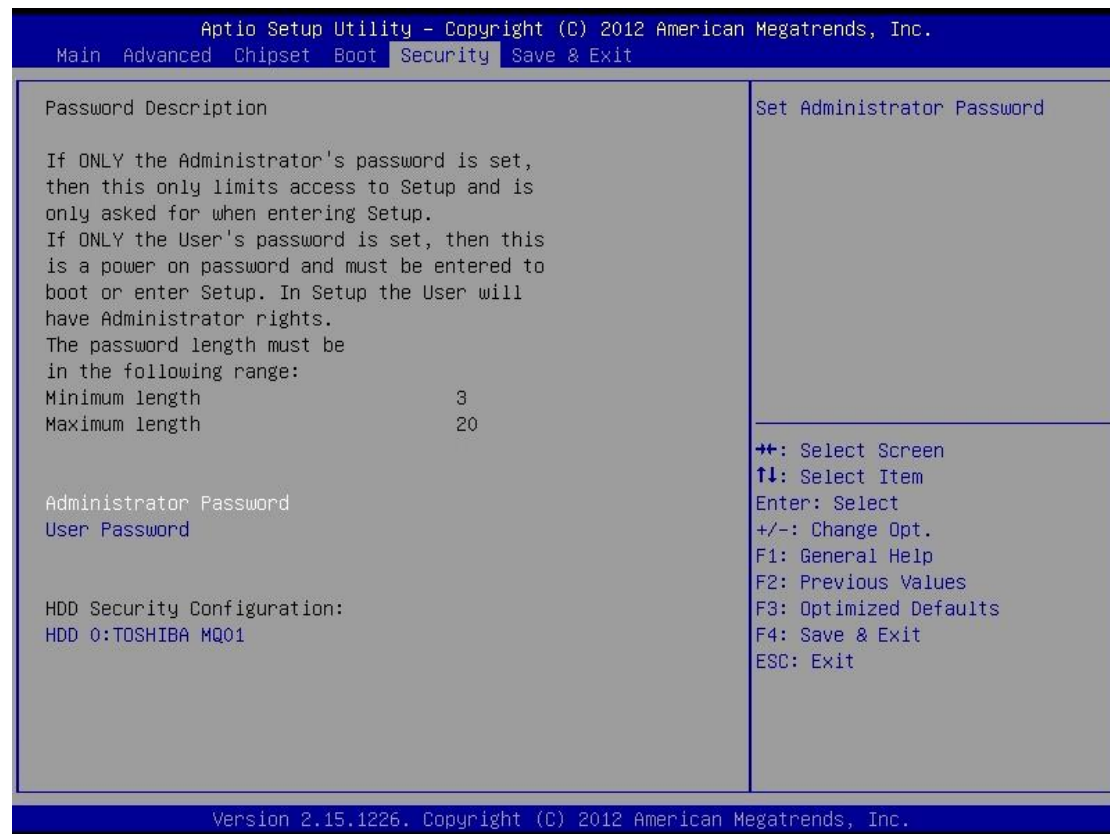 Aptio Setup Utility – Copyright (C) 2012 American Megatrends, Inc.
Main Advanced Chipset Boot Security Save & Exit
Password Description
If ONLY the Administrator's password is set,
then this only limits access to Setup and is
only asked for when entering Setup.
If ONLY the User's password is set, then this
is a power on password and must be entered to
boot or enter Setup. In Setup the User will
have Administrator rights.
The password length must be
in the following range:
Minimum length 3
Maximum length 20
Administrator Password
User Password
HDD Security Configuration:
HDD 0:TOSHIBA MQ01
Set Administrator Password
→←: Select Screen
↑↓: Select Item
Enter: Select
+/-: Change Opt.
F1: General Help
F2: Previous Values
F3: Optimized Defaults
F4: Save & Exit
ESC: Exit
Version 2.15.1226. Copyright (C) 2012 American Megatrends, Inc.